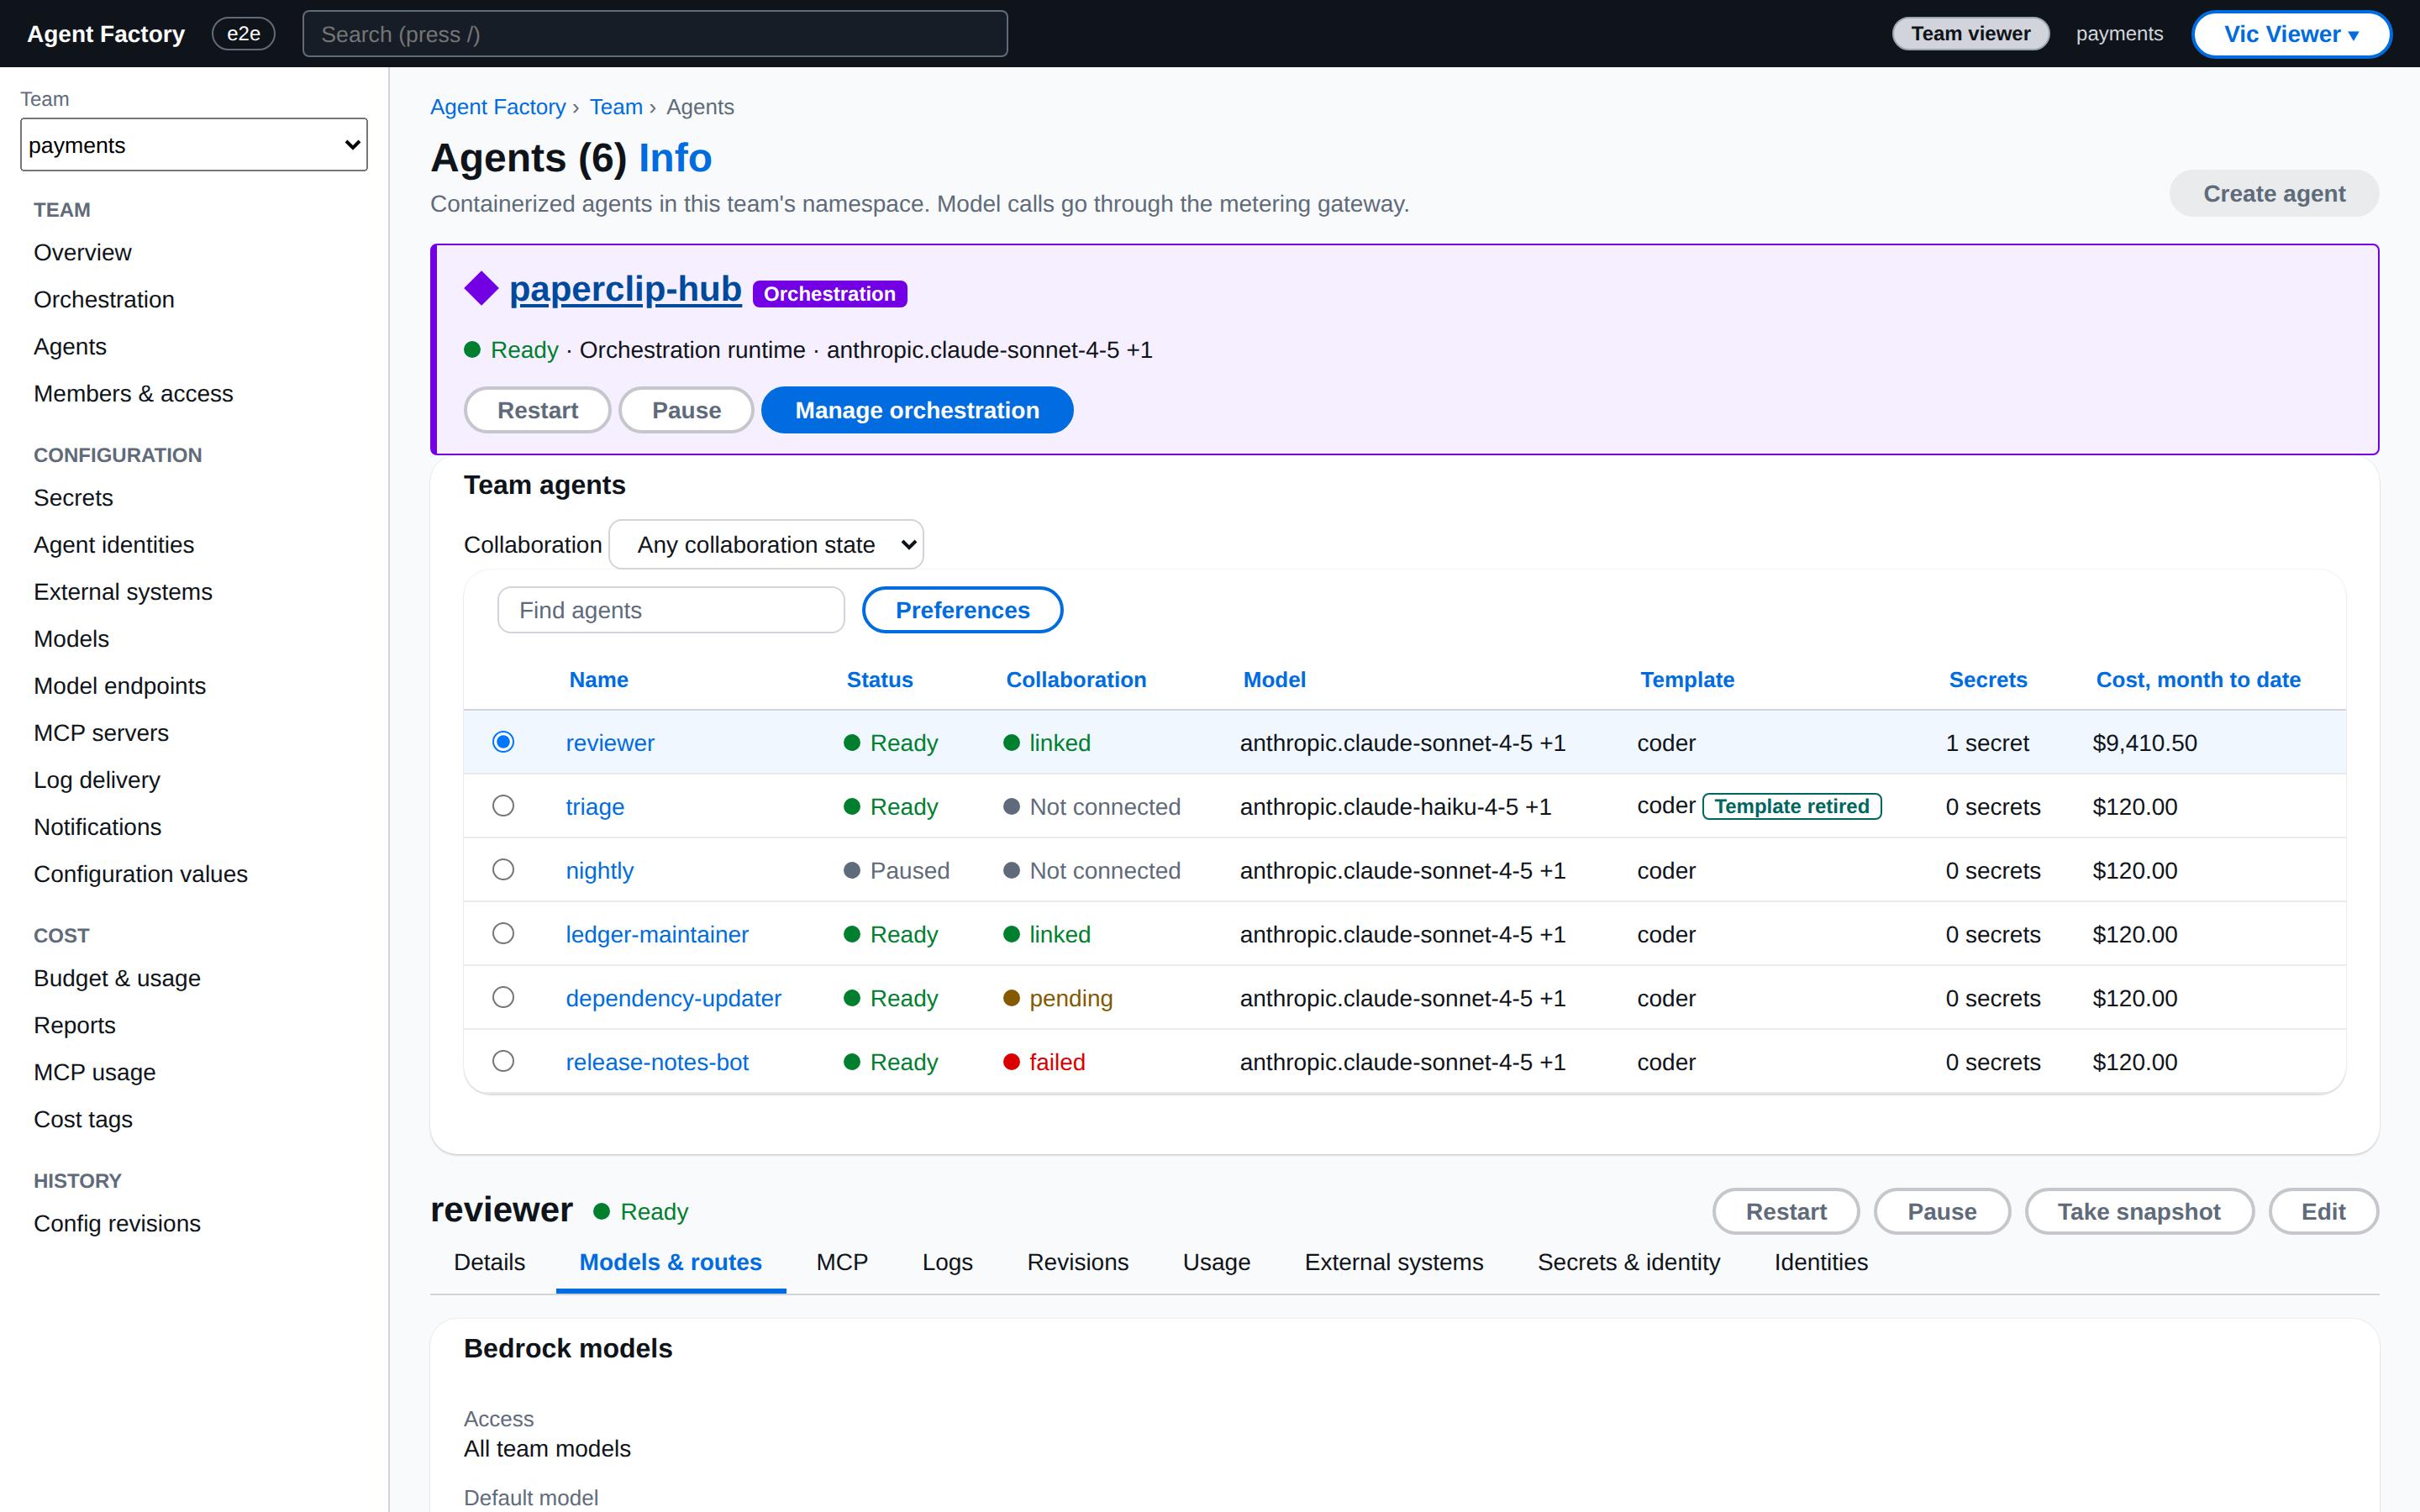 Agent Factory e2e Search (press /) Team viewer payments Vic Viewer ▾
Team
payments
TEAM
Overview
Orchestration
Agents
Members & access
CONFIGURATION
Secrets
Agent identities
External systems
Models
Model endpoints
MCP servers
Log delivery
Notifications
Configuration values
COST
Budget & usage
Reports
MCP usage
Cost tags
HISTORY
Config revisions
Agent Factory › Team › Agents
Agents (6) Info
Containerized agents in this team's namespace. Model calls go through the metering gateway.
Create agent
paperclip-hub Orchestration
Ready · Orchestration runtime · anthropic.claude-sonnet-4-5 +1
Restart Pause Manage orchestration
Team agents
Collaboration Any collaboration state
Find agents Preferences
Name Status Collaboration Model Template Secrets Cost, month to date
reviewer Ready linked anthropic.claude-sonnet-4-5 +1 coder 1 secret $9,410.50
triage Ready Not connected anthropic.claude-haiku-4-5 +1 coder Template retired 0 secrets $120.00
nightly Paused Not connected anthropic.claude-sonnet-4-5 +1 coder 0 secrets $120.00
ledger-maintainer Ready linked anthropic.claude-sonnet-4-5 +1 coder 0 secrets $120.00
dependency-updater Ready pending anthropic.claude-sonnet-4-5 +1 coder 0 secrets $120.00
release-notes-bot Ready failed anthropic.claude-sonnet-4-5 +1 coder 0 secrets $120.00
reviewer Ready Restart Pause Take snapshot Edit
Details Models & routes MCP Logs Revisions Usage External systems Secrets & identity Identities
Bedrock models
Access
All team models
Default model